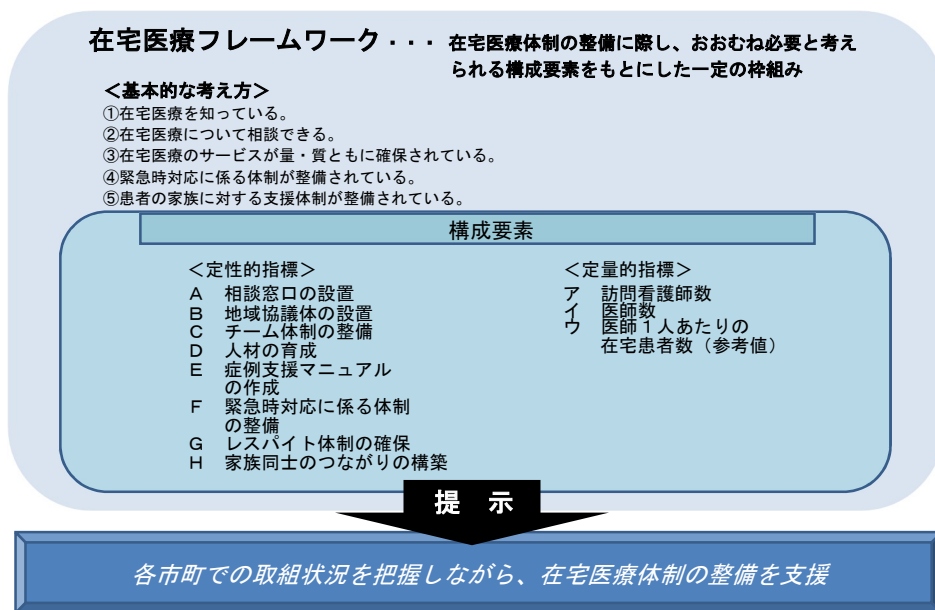 在宅医療フレームワーク・・・ 在宅医療体制の整備に際し、おおむね必要と考え
られる構成要素をもとにした一定の枠組み
＜基本的な考え方＞
①在宅医療を知っている。
②在宅医療について相談できる。
③在宅医療のサービスが量・質ともに確保されている。
④緊急時対応に係る体制が整備されている。
⑤患者の家族に対する支援体制が整備されている。
構成要素
＜定性的指標＞
Ａ 相談窓口の設置
Ｂ 地域協議体の設置
Ｃ チーム体制の整備
Ｄ 人材の育成
Ｅ 症例支援マニュアル
の作成
Ｆ 緊急時対応に係る体制
の整備
Ｇ レスパイト体制の確保
Ｈ 家族同士のつながりの構築
＜定量的指標＞
ア 訪問看護師数
イ 医師数
ウ 医師１人あたりの
在宅患者数（参考値）
提 示
各市町での取組状況を把握しながら、在宅医療体制の整備を支援